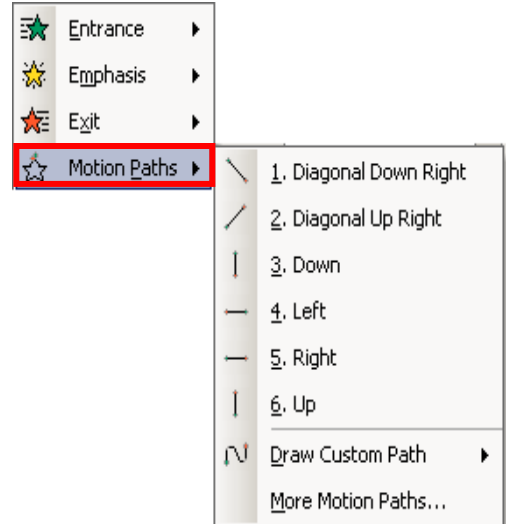 Entrance
Emphasis
Exit
Motion Paths
1. Diagonal Down Right
2. Diagonal Up Right
3. Down
4. Left
5. Right
6. Up
Draw Custom Path
More Motion Paths...